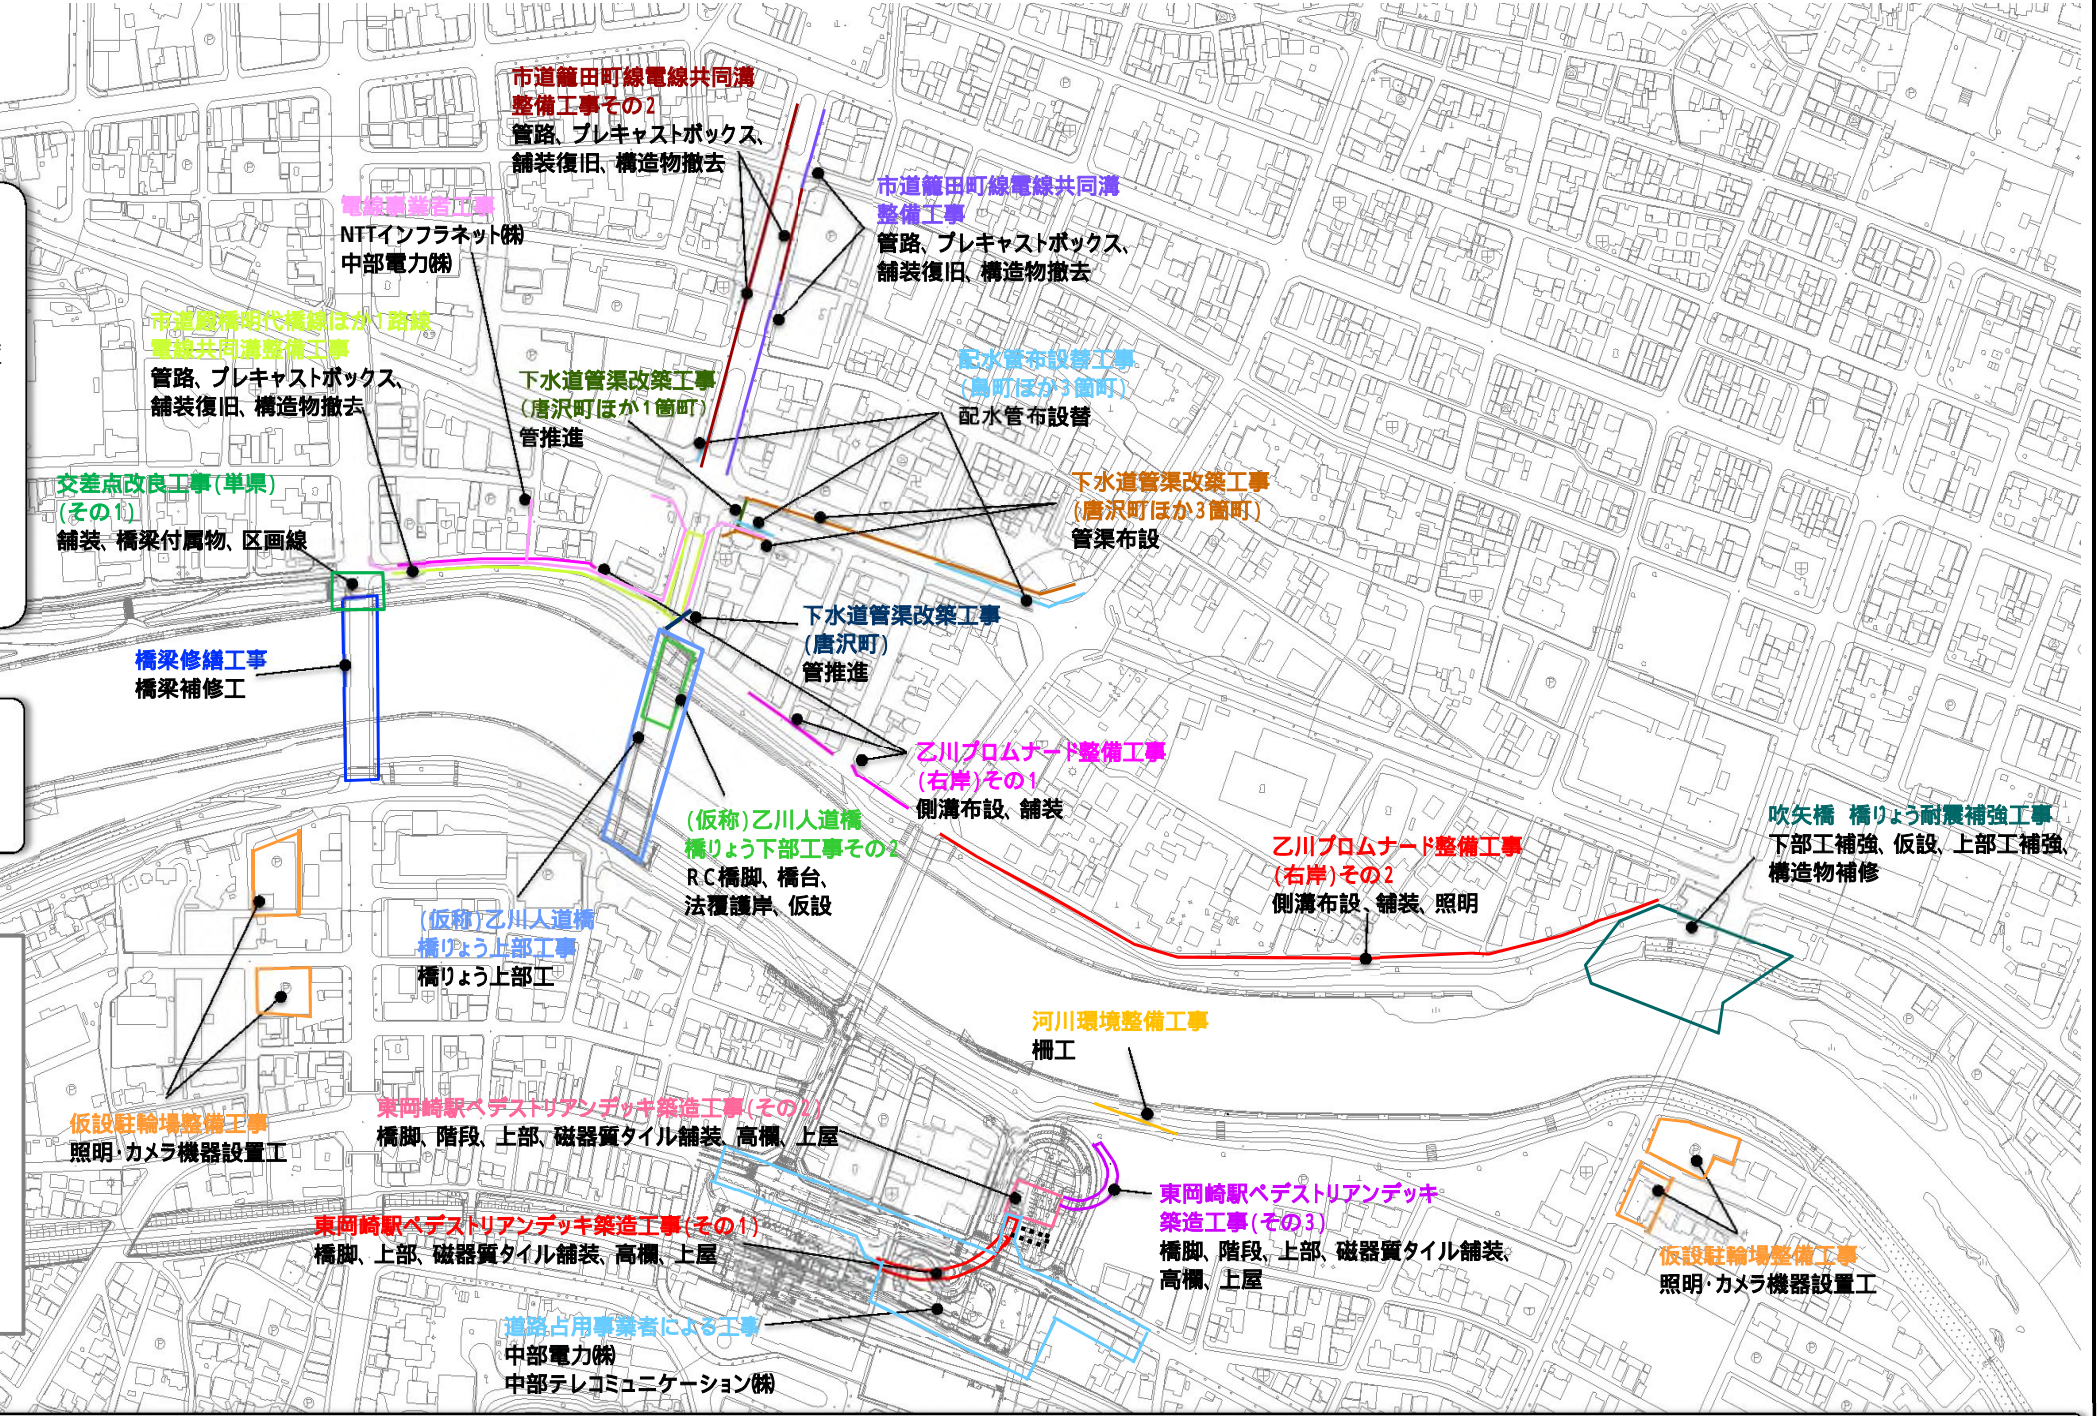 市道籠田町線電線共同溝
整備工事その2
管路、プレキャストボックス、
舗装復旧、構造物撤去
市道籠田町線電線共同溝
整備工事
管路、プレキャストボックス、
舗装復旧、構造物撤去
電線事業者工事
NTTインフラネット㈱
中部電力㈱
市道殿橋明代橋線ほか1路線
電線共同溝整備工事
管路、プレキャストボックス、
舗装復旧、構造物撤去
下水道管渠改築工事
(唐沢町ほか1箇町)
管推進
配水管布設替工事
(島町ほか3箇町)
配水管布設替
交差点改良工事(単県)
(その1)
舗装、橋梁付属物、区画線
下水道管渠改築工事
(唐沢町ほか3箇町)
管渠布設
下水道管渠改築工事
(唐沢町)
管推進
橋梁修繕工事
橋梁補修工
乙川プロムナード整備工事
(右岸)その1
側溝布設、舗装
(仮称)乙川人道橋
橋りょう下部工事その2
RC橋脚、橋台、
法覆護岸、仮設
乙川プロムナード整備工事
(右岸)その2
側溝布設、舗装、照明
吹矢橋 橋りょう耐震補強工事
下部工補強、仮設、上部工補強、
構造物補修
(仮称)乙川人道橋
橋りょう上部工事
橋りょう上部工
河川環境整備工事
柵工
仮設駐輪場整備工事
照明・カメラ機器設置工
東岡崎駅ペデストリアンデッキ築造工事(その2)
橋脚、階段、上部、磁器質タイル舗装、高欄、上屋
東岡崎駅ペデストリアンデッキ
築造工事(その3)
橋脚、階段、上部、磁器質タイル舗装、
高欄、上屋
東岡崎駅ペデストリアンデッキ築造工事(その1)
橋脚、上部、磁器質タイル舗装、高欄、上屋
仮設駐輪場整備工事
照明・カメラ機器設置工
道路占用事業者による工事
中部電力㈱
中部テレコミュニケーション㈱